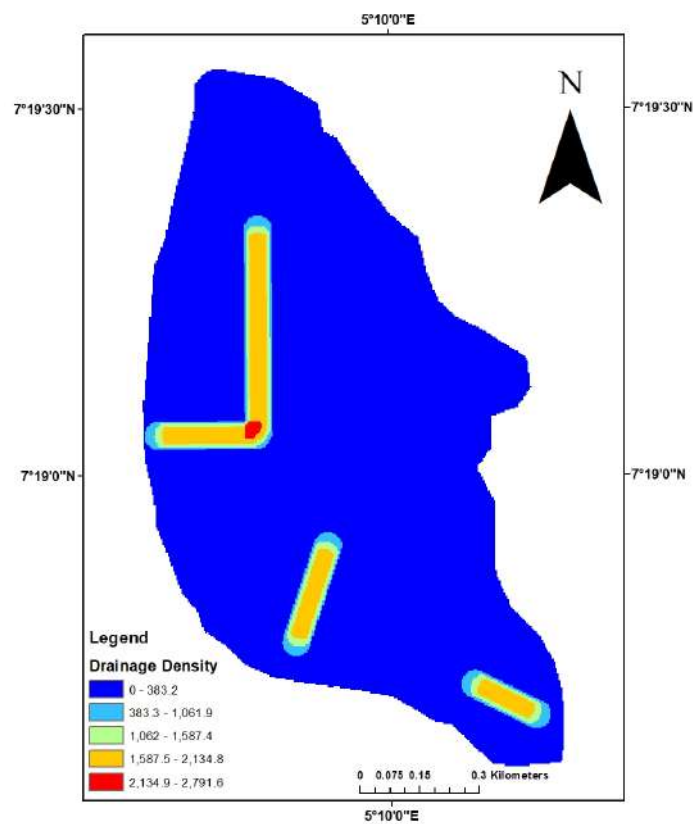 5°10'0"E
N
7°19'30"N
7°19'30"N
7°19'0"N
7°19'0"N
Legend
Drainage Density
0 - 383.2
383.3 - 1,061.9
1,062 - 1,587.4
1,587.5 - 2,134.8
2,134.9 - 2,791.6
0 0.075 0.15 0.3 Kilometers
5°10'0"E